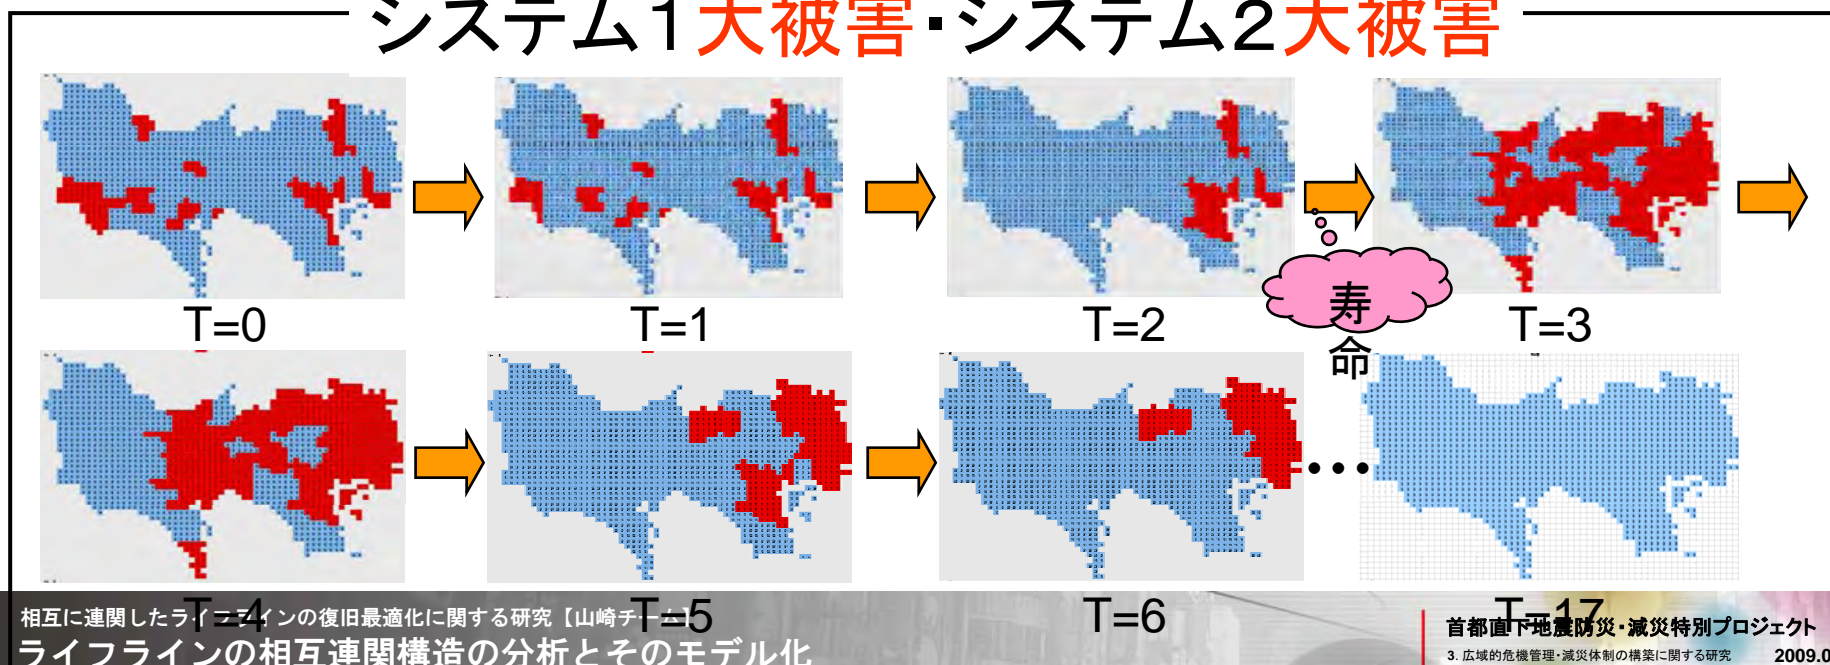 システム1大被害・システム2大被害
T=0
T=1
T=2
寿
命
T=3
T=4
T=5
T=6
・・・
T=17
相互に連関したライフラインの復旧最適化に関する研究【山崎チーム】
ライフラインの相互連関構造の分析とそのモデル化
首都直下地震防災・減災特別プロジェクト
3. 広域的危機管理・減災体制の構築に関する研究
2009.0